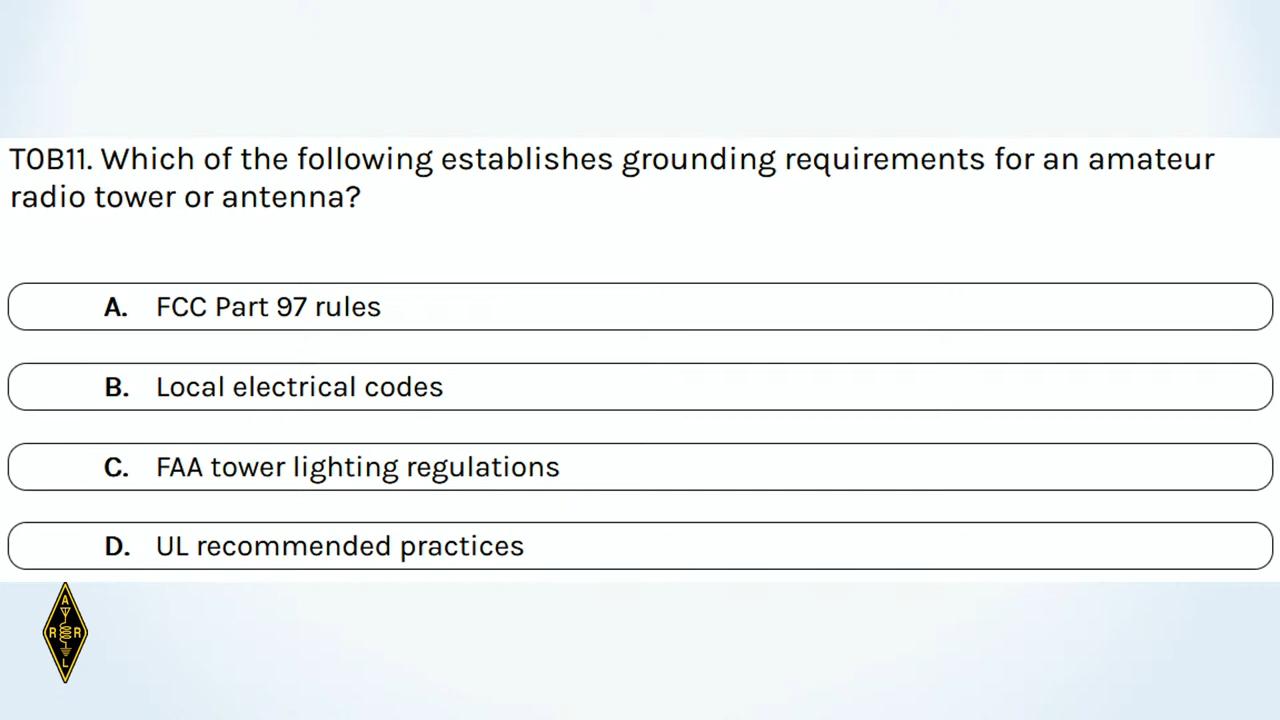 T0B11. Which of the following establishes grounding requirements for an amateur
radio tower or antenna?
A. FCC Part 97 rules
B. Local electrical codes
C. FAA tower lighting regulations
D. UL recommended practices
A
R R
L